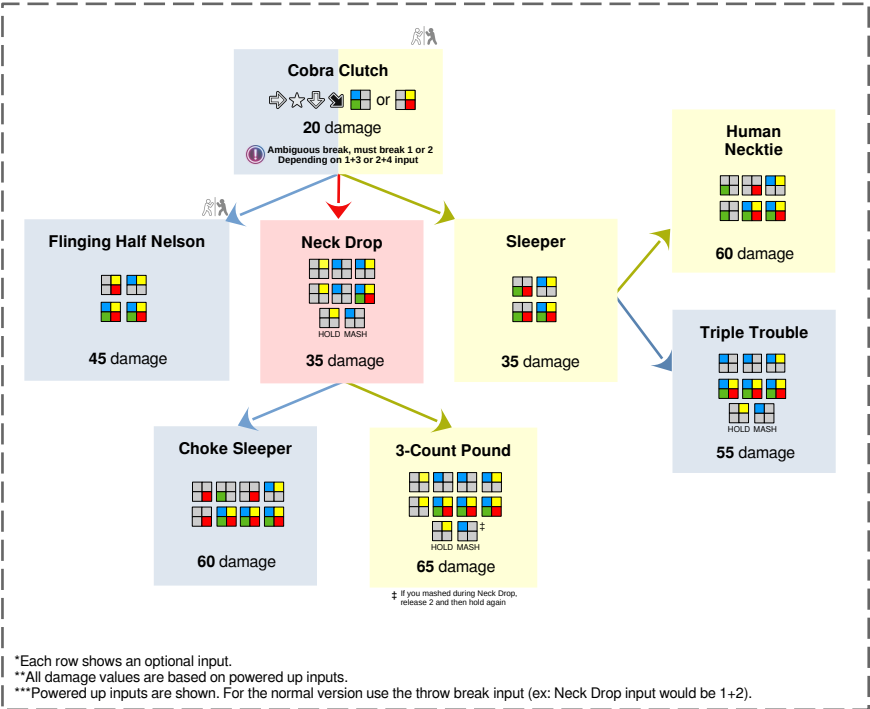 Cobra Clutch
or
20 damage
Ambiguous break, must break 1 or 2
Depending on 1+3 or 2+4 input
Human
Necktie
60 damage
Flinging Half Nelson
45 damage
Neck Drop
HOLD MASH
35 damage
Sleeper
35 damage
Triple Trouble
HOLD MASH
55 damage
Choke Sleeper
60 damage
3-Count Pound
‡
HOLD MASH
65 damage
‡ If you mashed during Neck Drop,
release 2 and then hold again
*Each row shows an optional input.
**All damage values are based on powered up inputs.
***Powered up inputs are shown. For the normal version use the throw break input (ex: Neck Drop input would be 1+2).